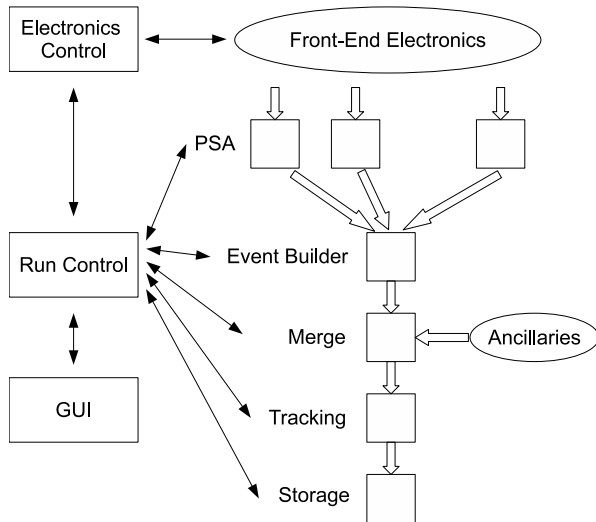 Electronics
Control
Front-End Electronics
PSA
Run Control
Event Builder
Merge
Ancillaries
GUI
Tracking
Storage